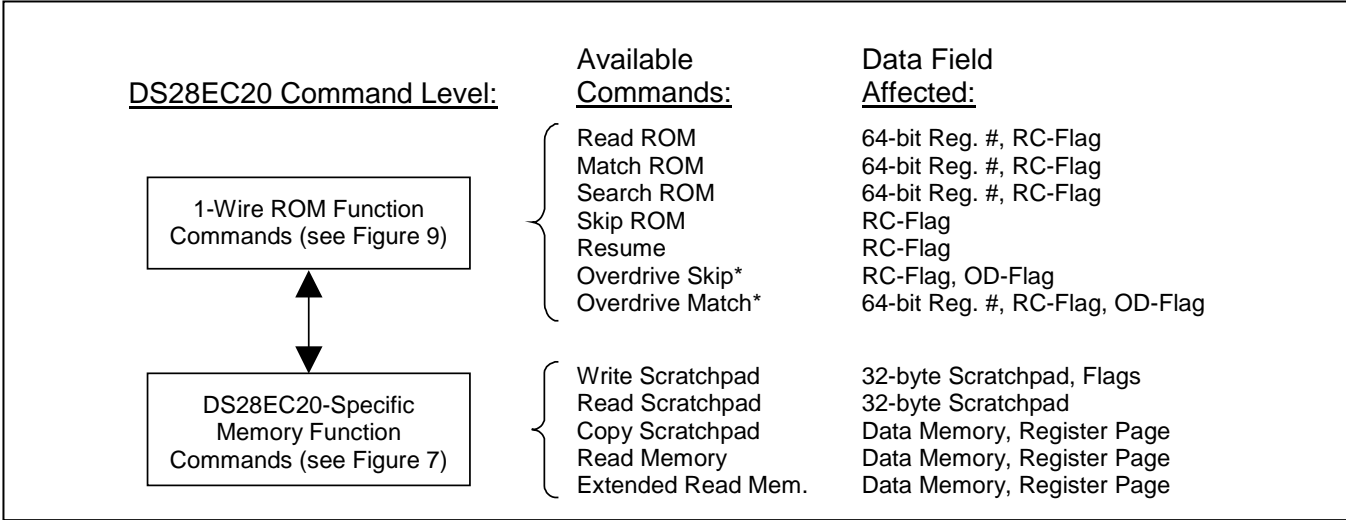 Available Data Field
DS28EC20 Command Level: Commands: Affected:
Read ROM 64-bit Reg. #, RC-Flag
Match ROM 64-bit Reg. #, RC-Flag
Search ROM 64-bit Reg. #, RC-Flag
1-Wire ROM Function
Commands (see Figure 9)
Skip ROM RC-Flag
Resume RC-Flag
Overdrive Skip* RC-Flag, OD-Flag
Overdrive Match* 64-bit Reg. #, RC-Flag, OD-Flag
DS28EC20-Specific
Memory Function
Commands (see Figure 7)
Write Scratchpad 32-byte Scratchpad, Flags
Read Scratchpad 32-byte Scratchpad
Copy Scratchpad Data Memory, Register Page
Read Memory Data Memory, Register Page
Extended Read Mem. Data Memory, Register Page